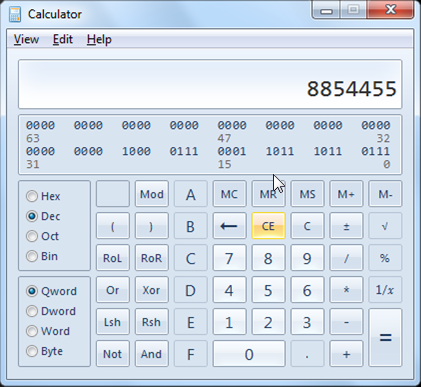 Calculator
View Edit Help
8854455
0000 0000 0000 0000 0000 0000 0000 0000
63 47 32
0000 0000 1000 0111 0001 1011 1011 0111
31 15 0
Hex Mod A MC MR MS M+ M-
Dec ( ) B ← CE C ± √
Oct RoL RoR C 7 8 9 / %
Bin
Qword Or Xor D 4 5 6 * 1/x
Dword Lsh Rsh E 1 2 3 - =
Word
Byte Not And F 0 . +